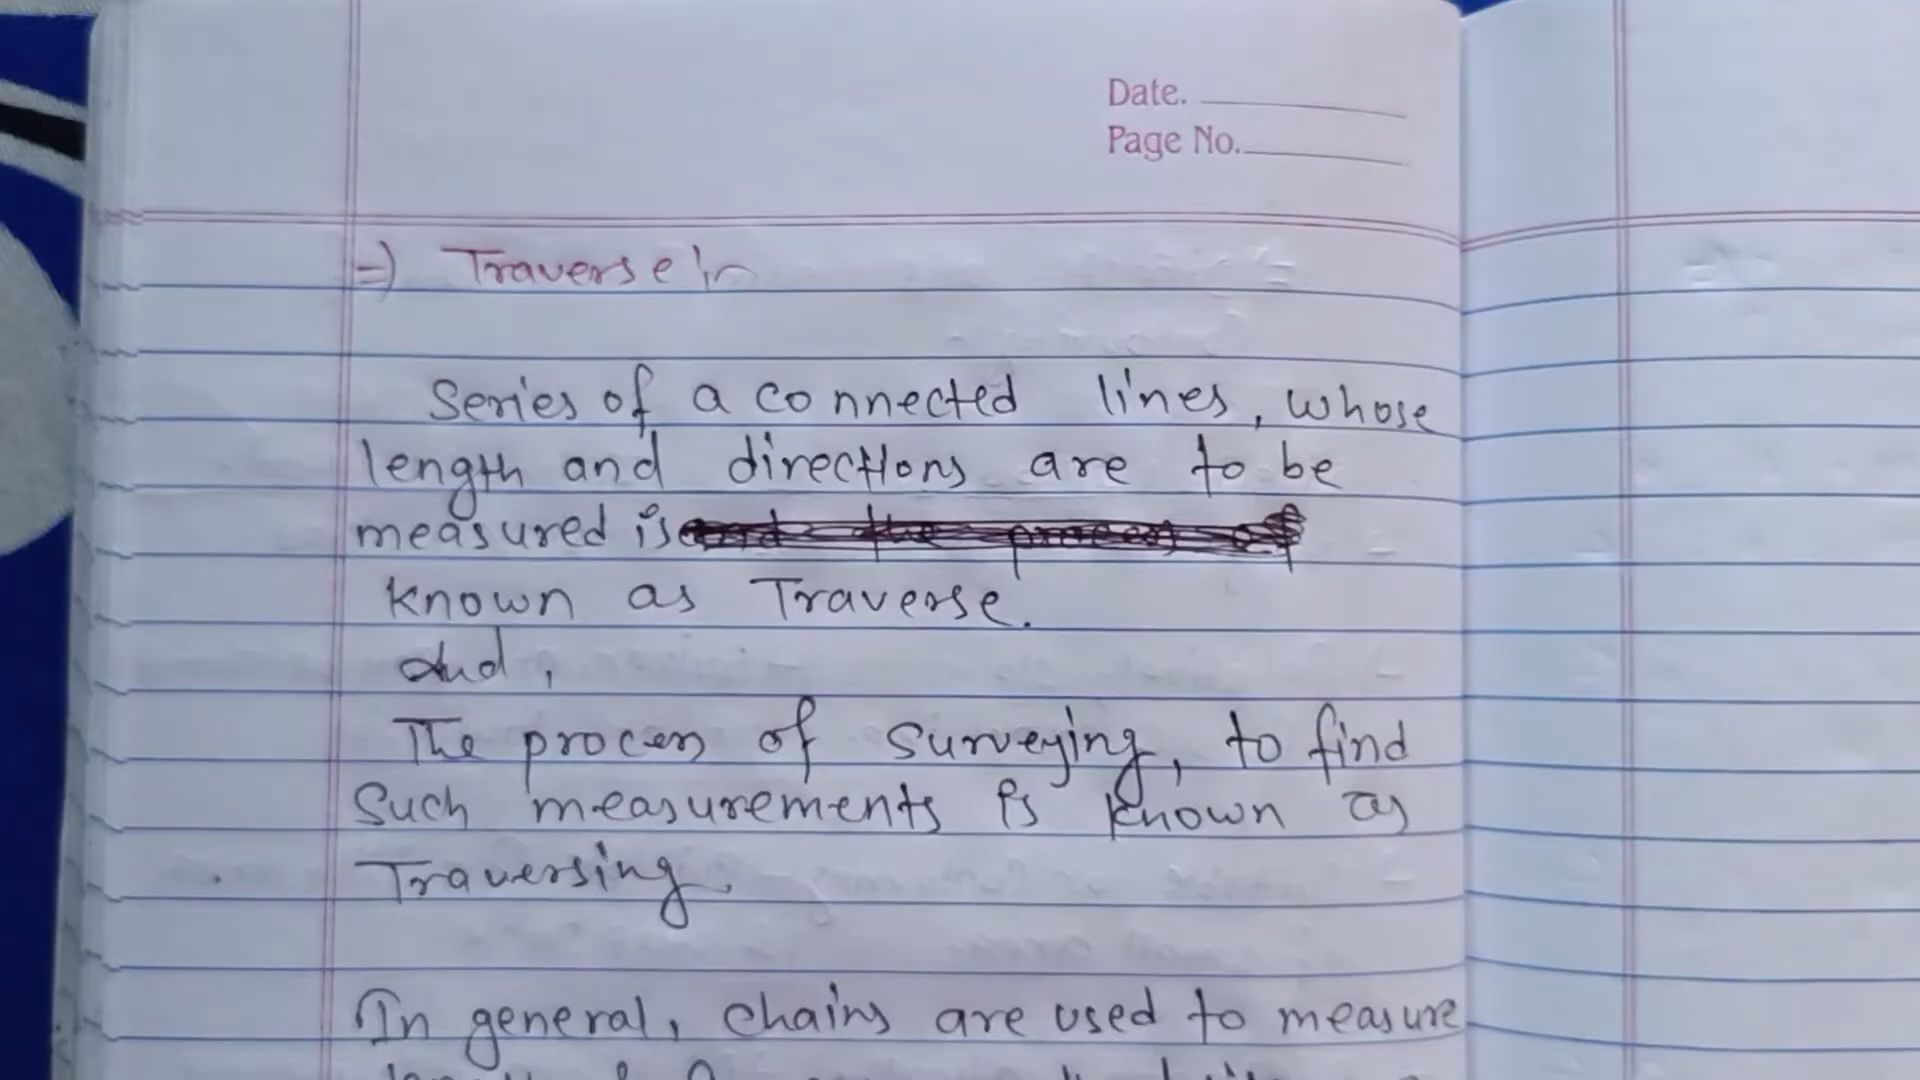 Date.
Page No.
=) Traverse :-
Series of a connected lines, whose
length and directions are to be
measured is
known as Traverse.
And,
The process of surveying, to find
Such measurements is known as
Traversing.
In general, chains are used to measure